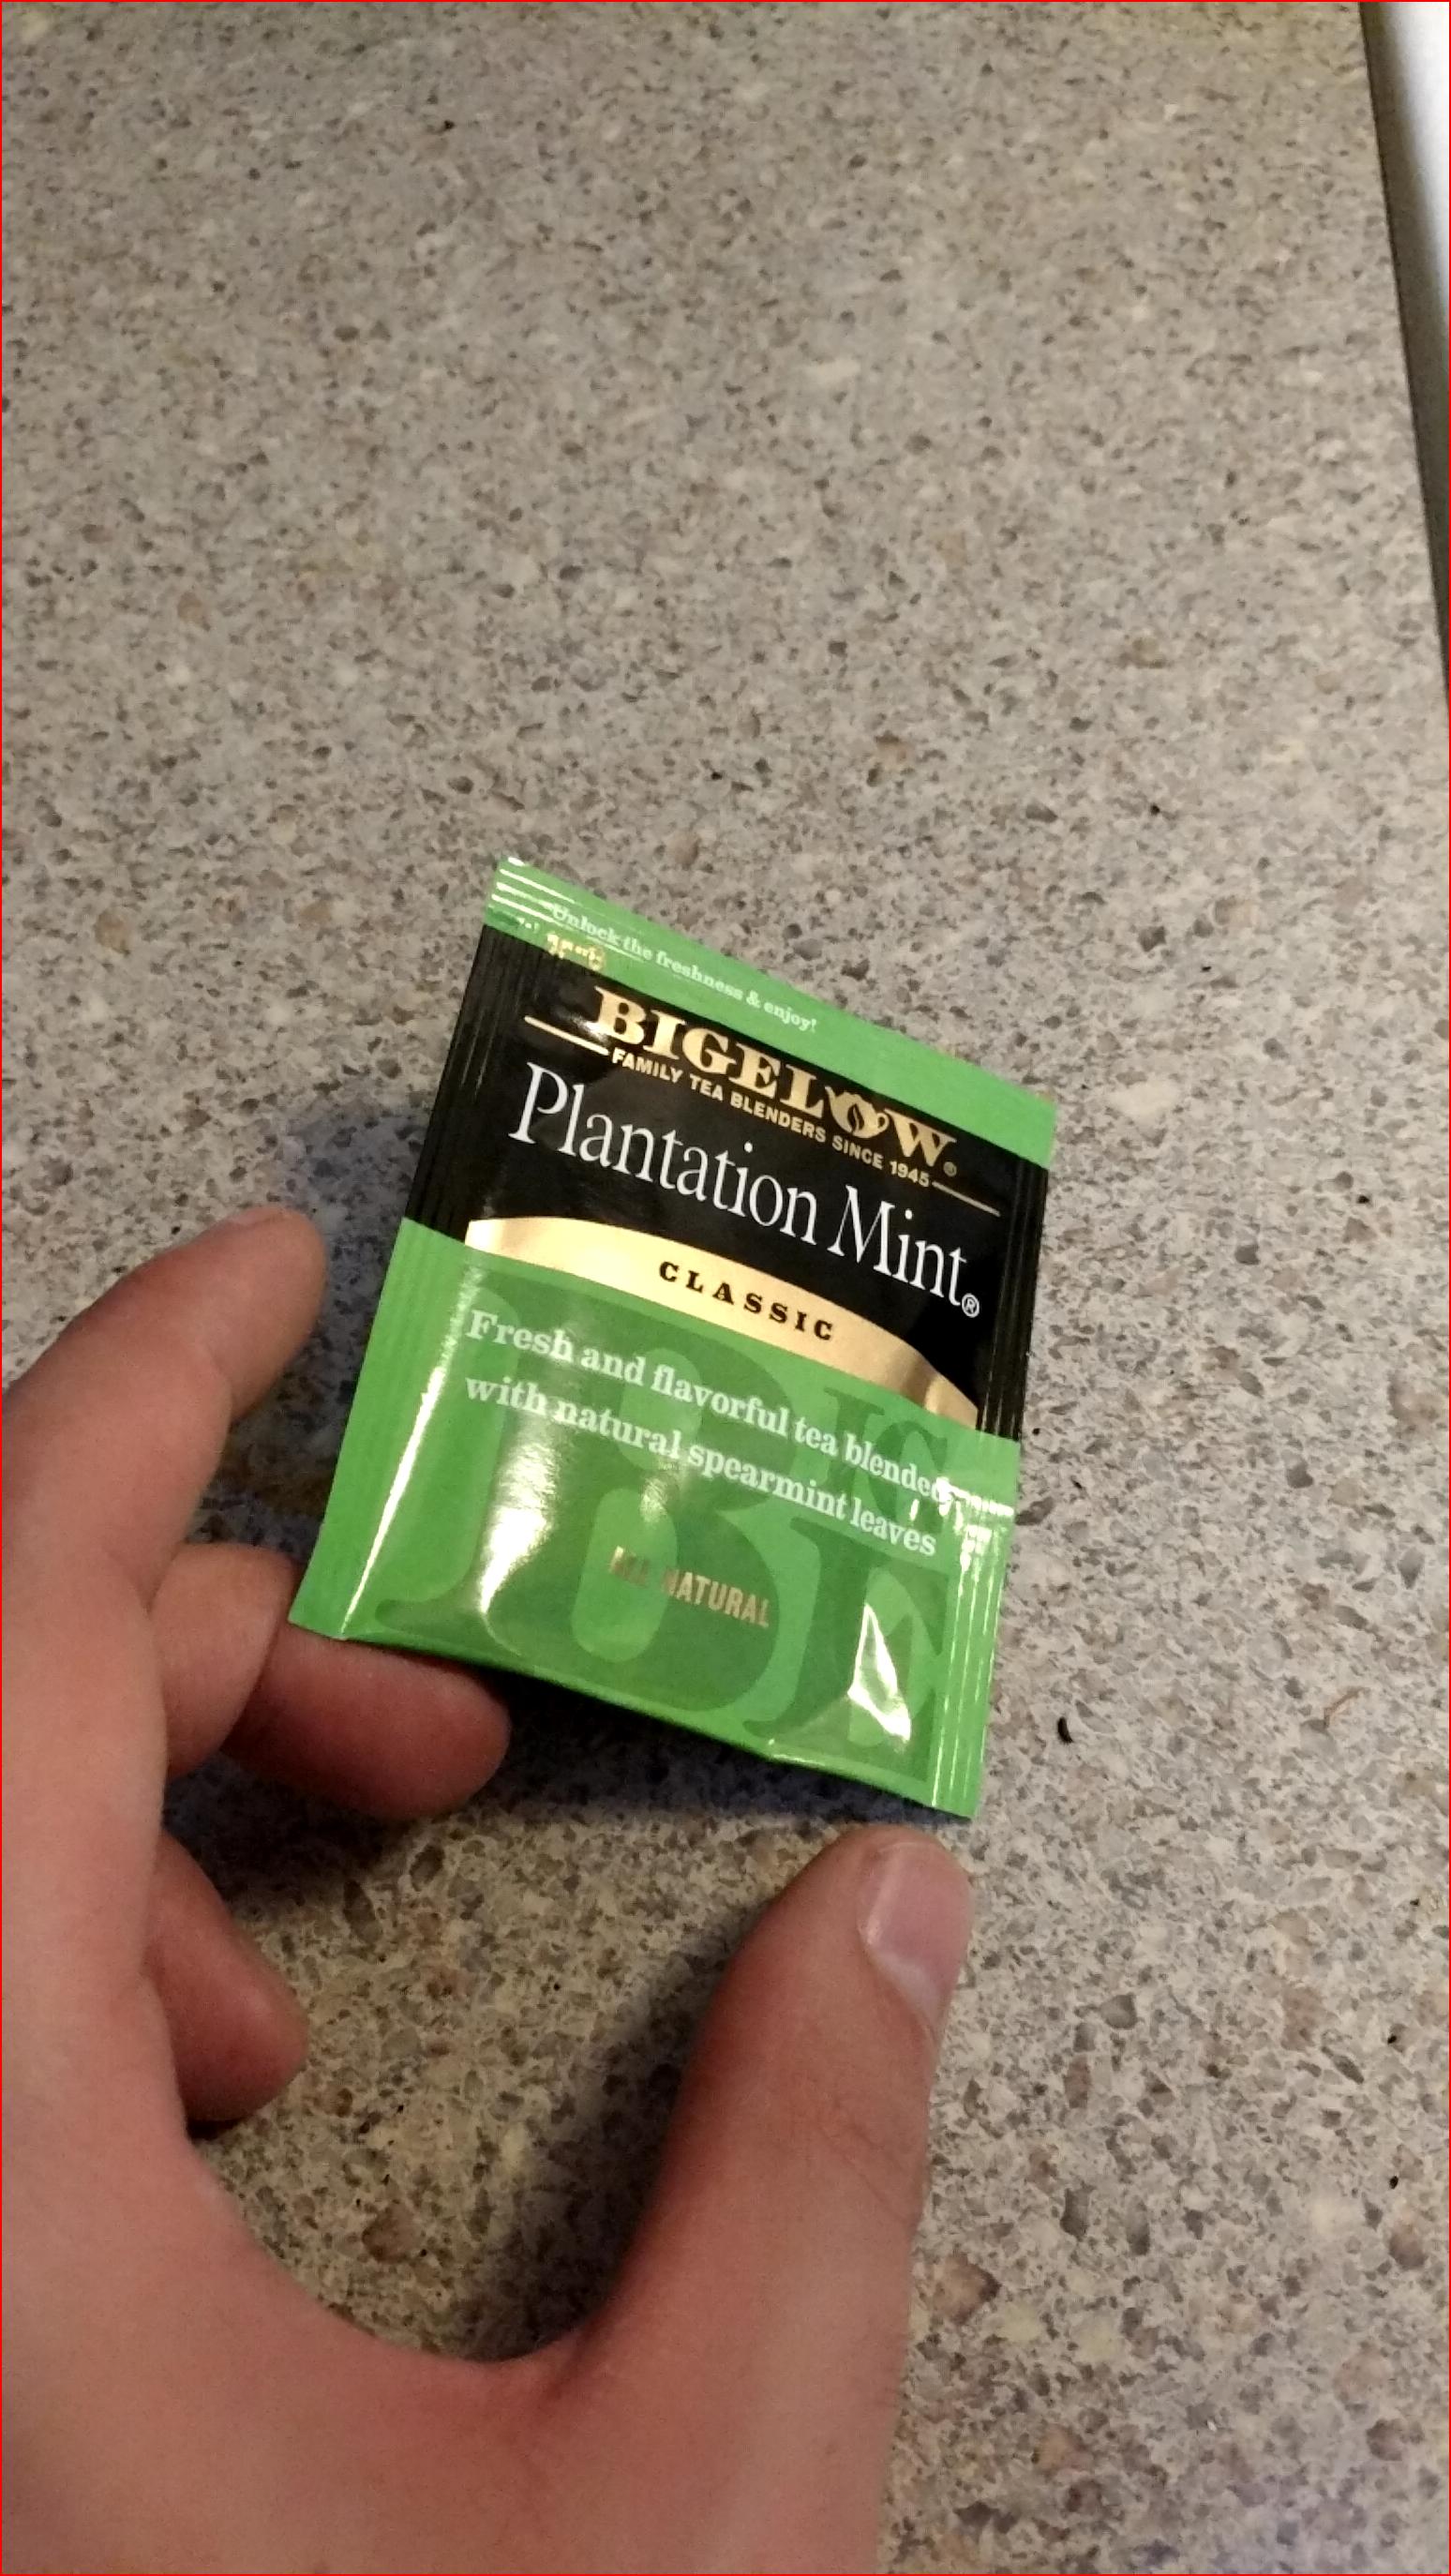 Unlock the freshness & enjoy!
BIGELOW®
FAMILY TEA BLENDERS SINCE 1945
Plantation Mint®
CLASSIC
Fresh and flavorful tea blended
with natural spearmint leaves
ALL NATURAL